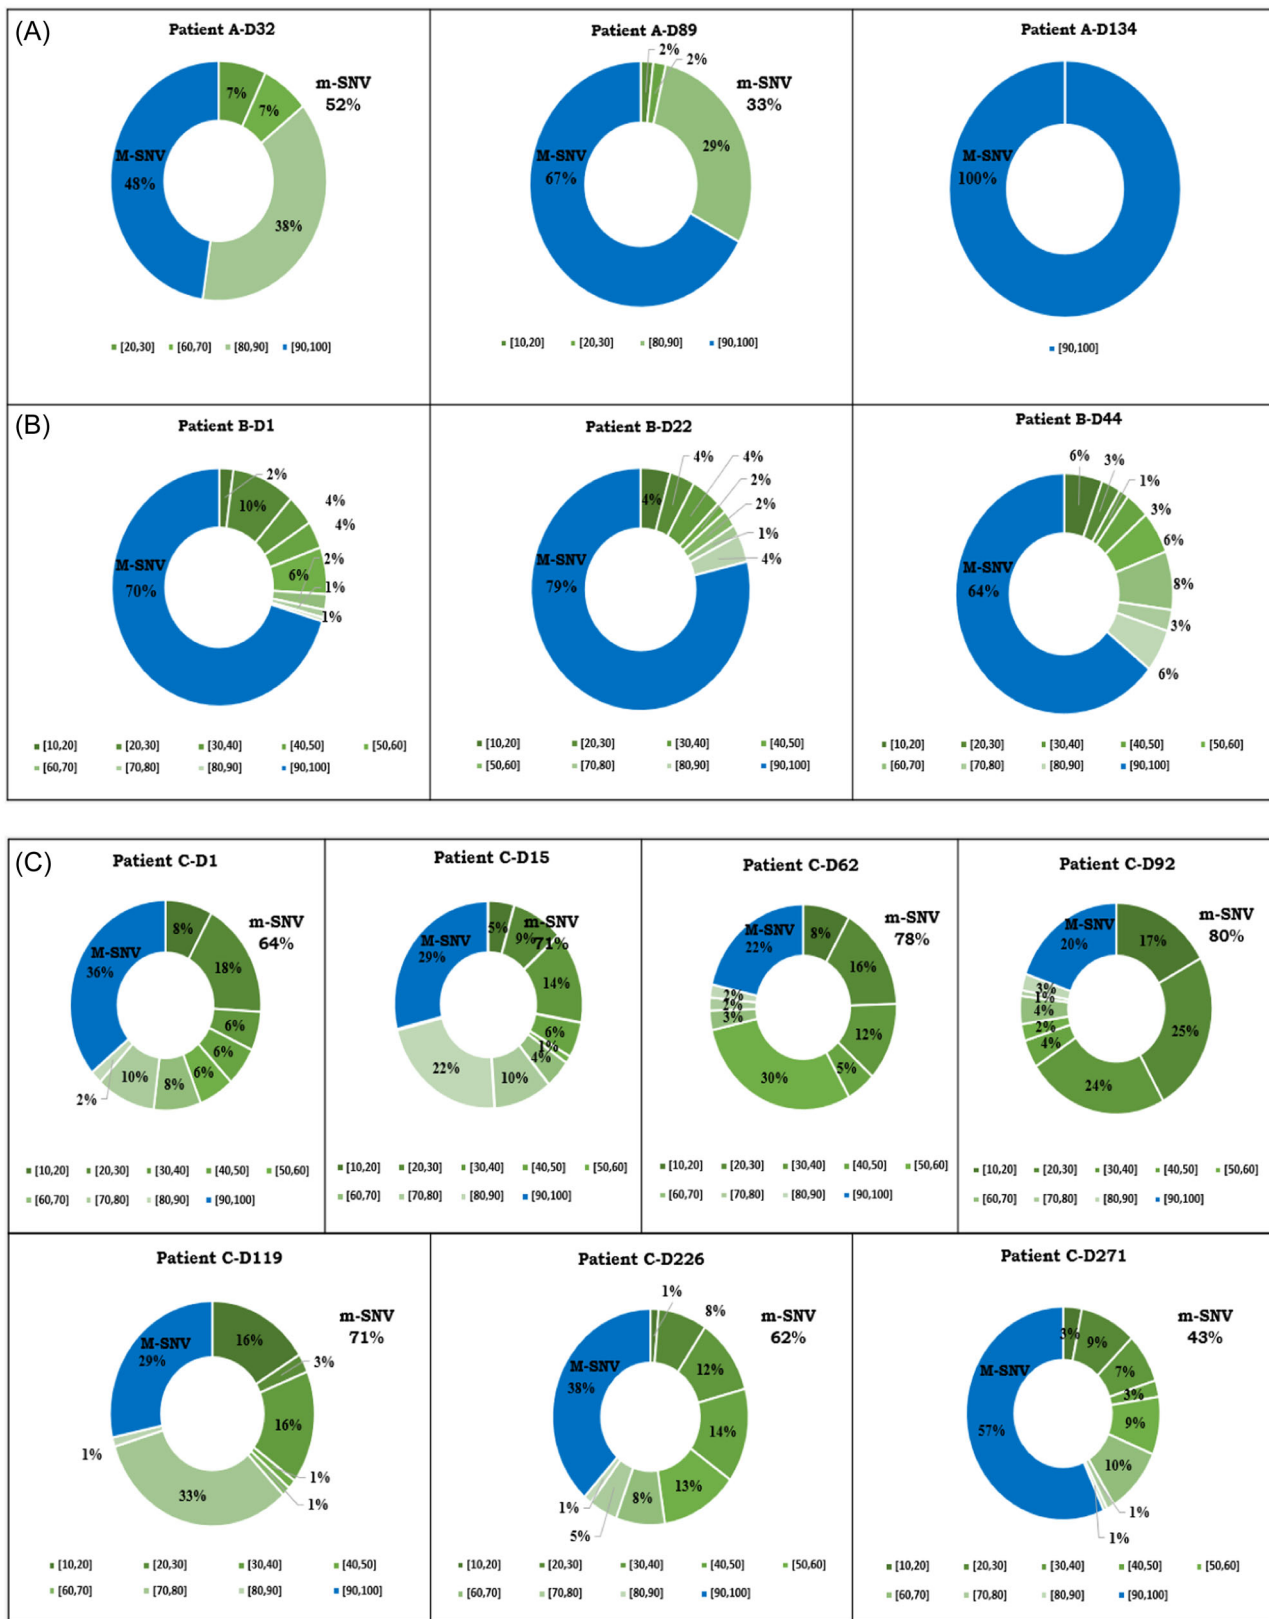 (A)
Patient A-D32
m-SNV
52%
7%
7%
M-SNV
48%
38%
[20,30] [60,70] [80,90] [90,100]
Patient A-D89
2%
2%
m-SNV
33%
29%
M-SNV
67%
[10,20] [20,30] [80,90] [90,100]
Patient A-D134
M-SNV
100%
[90,100]
(B)
Patient B-D1
2%
10%
4%
4%
2%
6%
1%
1%
M-SNV
70%
[10,20] [20,30] [30,40] [40,50] [50,60]
[60,70] [70,80] [80,90] [90,100]
Patient B-D22
4%
4%
4%
2%
2%
1%
4%
M-SNV
79%
[10,20] [20,30] [30,40] [40,50]
[50,60] [70,80] [80,90] [90,100]
Patient B-D44
6%
3%
1%
3%
6%
8%
3%
6%
M-SNV
64%
[10,20] [20,30] [30,40] [40,50] [50,60]
[60,70] [70,80] [80,90] [90,100]
(C)
Patient C-D1
m-SNV
64%
8%
18%
6%
6%
6%
8%
10%
2%
M-SNV
36%
[10,20] [20,30] [30,40] [40,50] [50,60]
[60,70] [70,80] [80,90] [90,100]
Patient C-D15
m-SNV
71%
5%
9%
14%
6%
1%
4%
10%
22%
M-SNV
29%
[10,20] [20,30] [30,40] [40,50] [50,60]
[60,70] [70,80] [80,90] [90,100]
Patient C-D62
m-SNV
78%
8%
16%
12%
5%
30%
3%
2%
2%
M-SNV
22%
[10,20] [20,30] [30,40] [40,50] [50,60]
[60,70] [70,80] [80,90] [90,100]
Patient C-D92
m-SNV
80%
17%
25%
24%
4%
2%
4%
1%
3%
M-SNV
20%
[10,20] [20,30] [30,40] [40,50] [50,60]
[60,70] [70,80] [80,90] [90,100]
Patient C-D119
m-SNV
71%
16%
3%
16%
1%
1%
33%
1%
M-SNV
29%
[10,20] [20,30] [30,40] [40,50]
[60,70] [70,80] [80,90] [90,100]
Patient C-D226
m-SNV
62%
1%
8%
12%
14%
13%
8%
5%
1%
M-SNV
38%
[10,20] [20,30] [30,40] [40,50] [50,60]
[60,70] [70,80] [80,90] [90,100]
Patient C-D271
m-SNV
43%
3%
9%
7%
3%
9%
10%
1%
1%
M-SNV
57%
[10,20] [20,30] [30,40] [40,50] [50,60]
[60,70] [70,80] [80,90] [90,100]